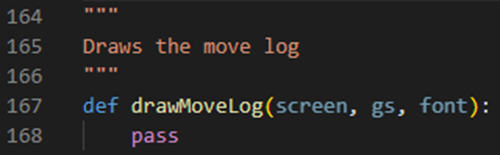 164 """
165 Draws the move log
166 """
167 def drawMoveLog(screen, gs, font):
168     pass